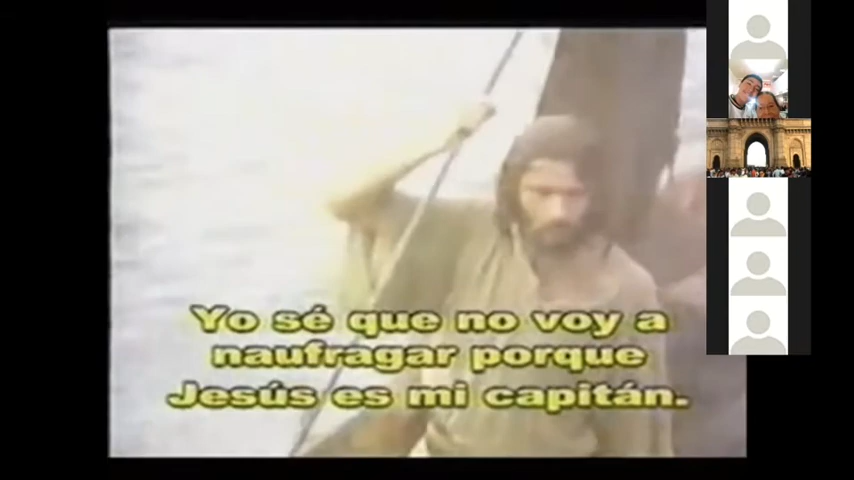 Yo sé que no voy a
naufragar porque
Jesús es mi capitán.